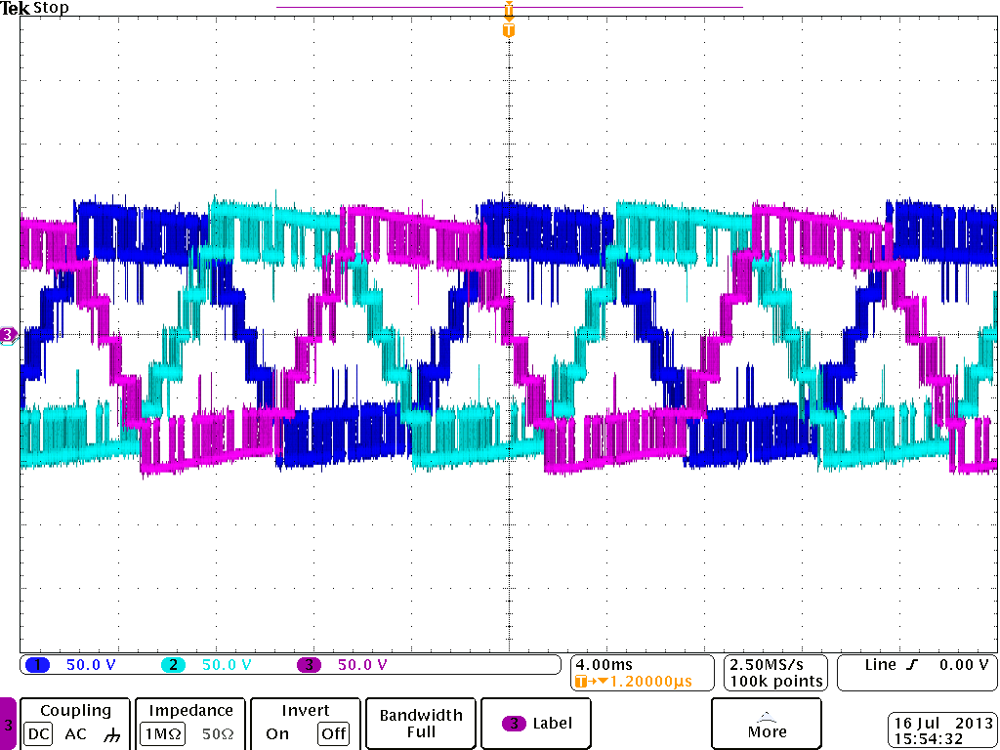 Tek Stop
T
T
3
1 50.0 V 2 50.0 V 3 50.0 V
4.00ms
T→▼1.20000µs
2.50MS/s
100k points
Line 0.00 V
3
Coupling
DC AC
Impedance
1MΩ 50Ω
Invert
On Off
Bandwidth
Full
3 Label
More
16 Jul 2013
15:54:32